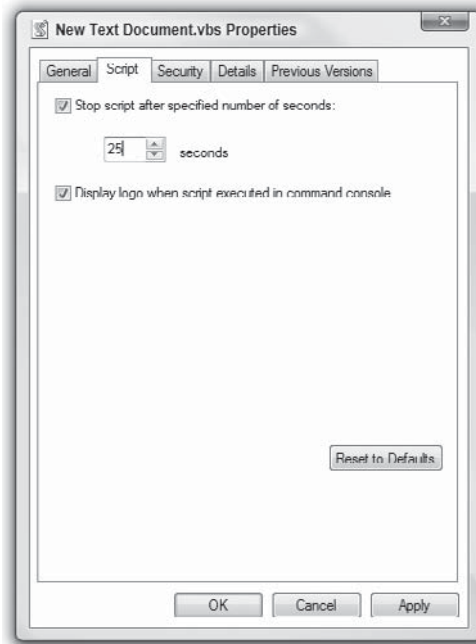 New Text Document.vbs Properties
General Script Security Details Previous Versions
Stop script after specified number of seconds:
25 seconds
Display logo when script executed in command console
Reset to Defaults
OK Cancel Apply